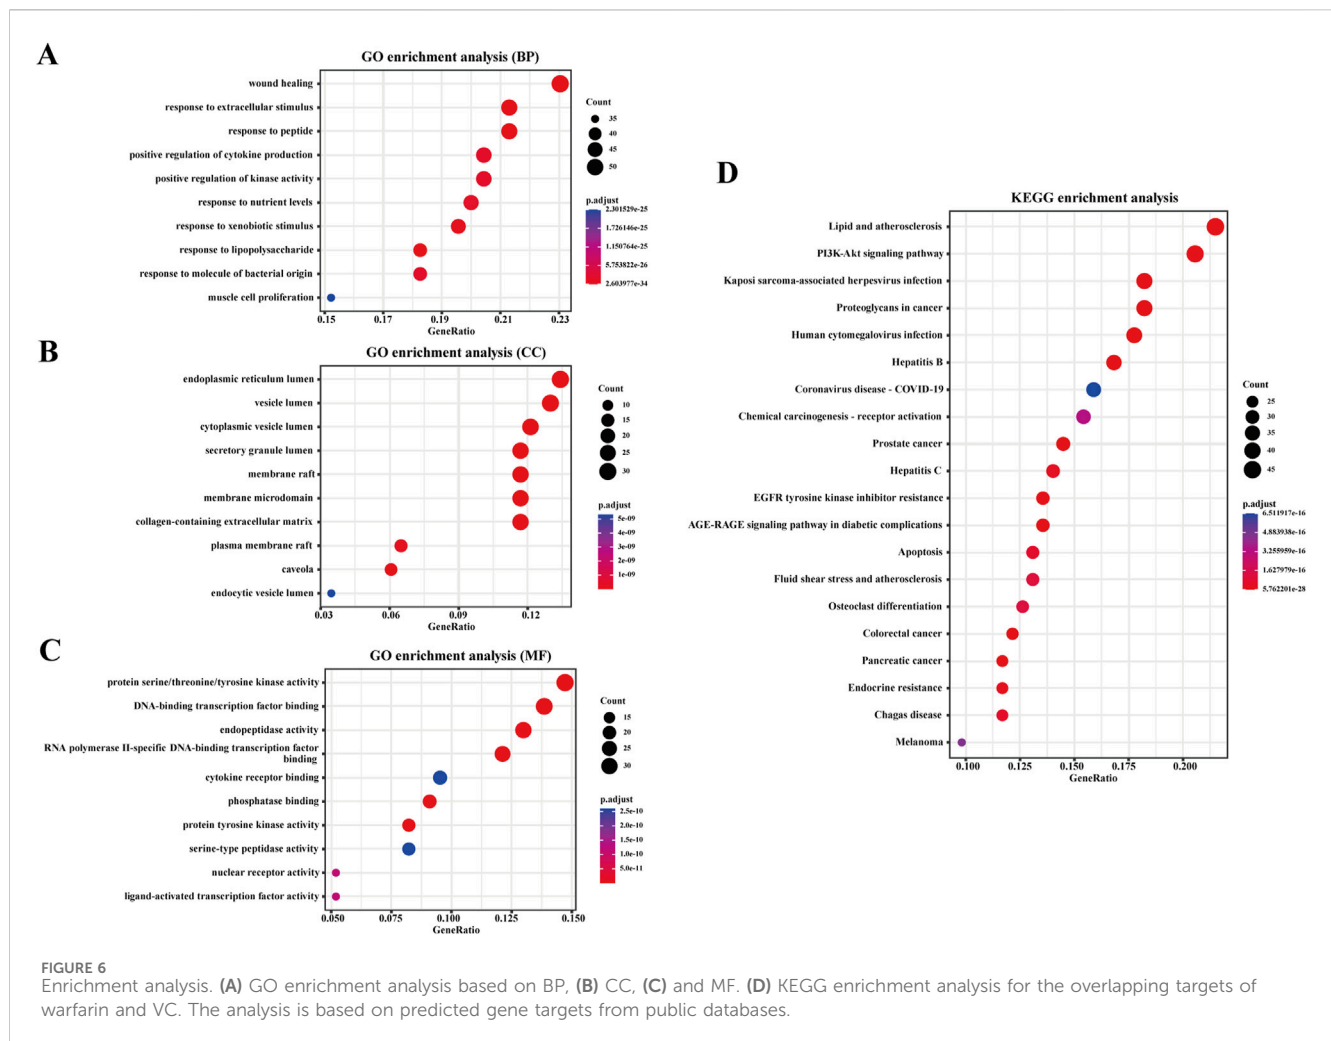 A
GO enrichment analysis (BP)
wound healing
response to extracellular stimulus
response to peptide
positive regulation of cytokine production
positive regulation of kinase activity
response to nutrient levels
response to xenobiotic stimulus
response to lipopolysaccharide
response to molecule of bacterial origin
muscle cell proliferation
0.15 0.17 0.19 0.21 0.23
GeneRatio
Count
35
40
45
50
p.adjust
2.301529e-25
1.726146e-25
1.150764e-25
5.753822e-26
2.603977e-34
B
GO enrichment analysis (CC)
endoplasmic reticulum lumen
vesicle lumen
cytoplasmic vesicle lumen
secretory granule lumen
membrane raft
membrane microdomain
collagen-containing extracellular matrix
plasma membrane raft
caveola
endocytic vesicle lumen
0.03 0.06 0.09 0.12
GeneRatio
Count
10
15
20
25
30
p.adjust
5e-09
4e-09
3e-09
2e-09
1e-09
C
GO enrichment analysis (MF)
protein serine/threonine/tyrosine kinase activity
DNA-binding transcription factor binding
endopeptidase activity
RNA polymerase II-specific DNA-binding transcription factor
binding
cytokine receptor binding
phosphatase binding
protein tyrosine kinase activity
serine-type peptidase activity
nuclear receptor activity
ligand-activated transcription factor activity
0.050 0.075 0.100 0.125 0.150
GeneRatio
Count
15
20
25
30
p.adjust
2.5e-10
2.0e-10
1.5e-10
1.0e-10
5.0e-11
D
KEGG enrichment analysis
Lipid and atherosclerosis
PI3K-Akt signaling pathway
Kaposi sarcoma-associated herpesvirus infection
Proteoglycans in cancer
Human cytomegalovirus infection
Hepatitis B
Coronavirus disease - COVID-19
Chemical carcinogenesis - receptor activation
Prostate cancer
Hepatitis C
EGFR tyrosine kinase inhibitor resistance
AGE-RAGE signaling pathway in diabetic complications
Apoptosis
Fluid shear stress and atherosclerosis
Osteoclast differentiation
Colorectal cancer
Pancreatic cancer
Endocrine resistance
Chagas disease
Melanoma
0.100 0.125 0.150 0.175 0.200
GeneRatio
Count
25
30
35
40
45
p.adjust
6.511917e-16
4.883938e-16
3.255959e-16
1.627979e-16
5.762201e-28
FIGURE 6
Enrichment analysis. (A) GO enrichment analysis based on BP, (B) CC, (C) and MF. (D) KEGG enrichment analysis for the overlapping targets of
warfarin and VC. The analysis is based on predicted gene targets from public databases.